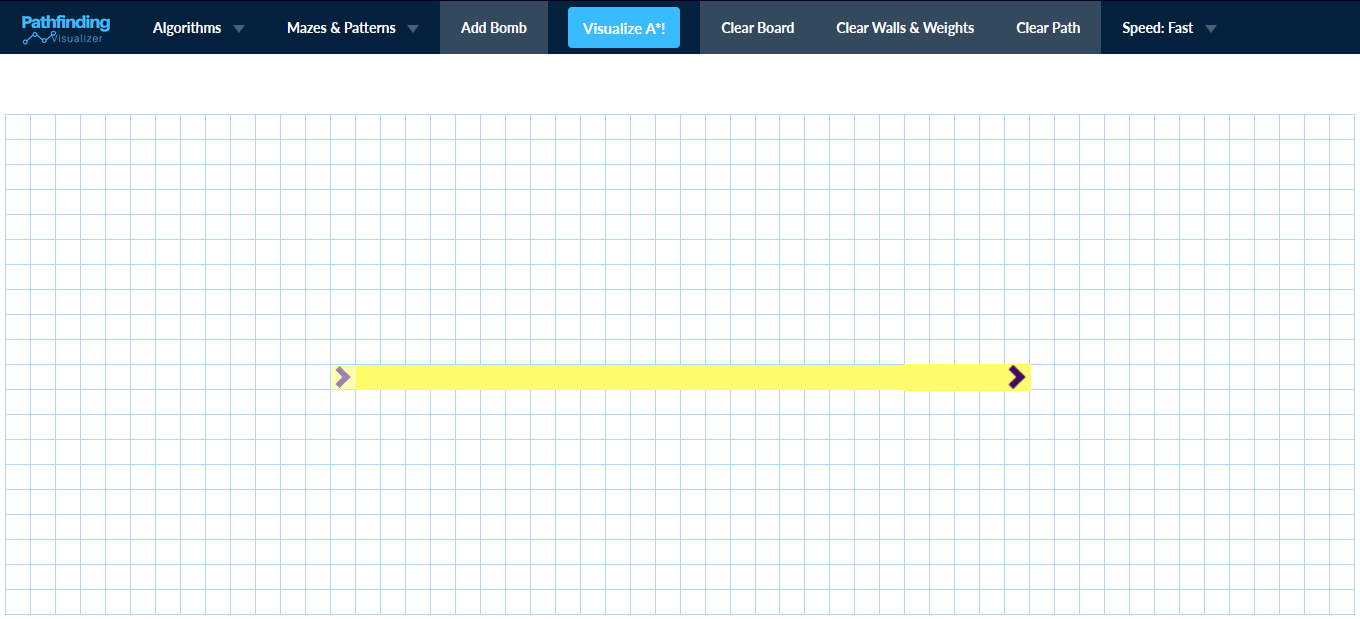 Pathfinding
Visualizer
Algorithms
Mazes & Patterns
Add Bomb
Visualize A*!
Clear Board
Clear Walls & Weights
Clear Path
Speed: Fast